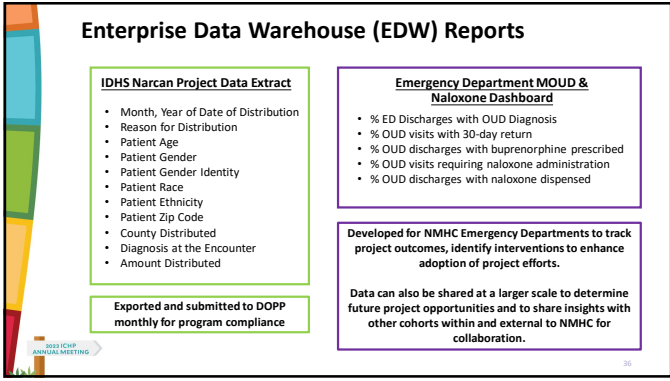 Enterprise Data Warehouse (EDW) Reports
IDHS Narcan Project Data Extract
• Month, Year of Date of Distribution
• Reason for Distribution
• Patient Age
• Patient Gender
• Patient Gender Identity
• Patient Race
• Patient Ethnicity
• Patient Zip Code
• County Distributed
• Diagnosis at the Encounter
• Amount Distributed
Exported and submitted to DOPP
monthly for program compliance
Emergency Department MOUD &
Naloxone Dashboard
• % ED Discharges with OUD Diagnosis
• % OUD visits with 30-day return
• % OUD discharges with buprenorphine prescribed
• % OUD visits requiring naloxone administration
• % OUD discharges with naloxone dispensed
Developed for NMHC Emergency Departments to track
project outcomes, identify interventions to enhance
adoption of project efforts.
Data can also be shared at a larger scale to determine
future project opportunities and to share insights with
other cohorts within and external to NMHC for
collaboration.
2023 ICHP
ANNUAL MEETING
36